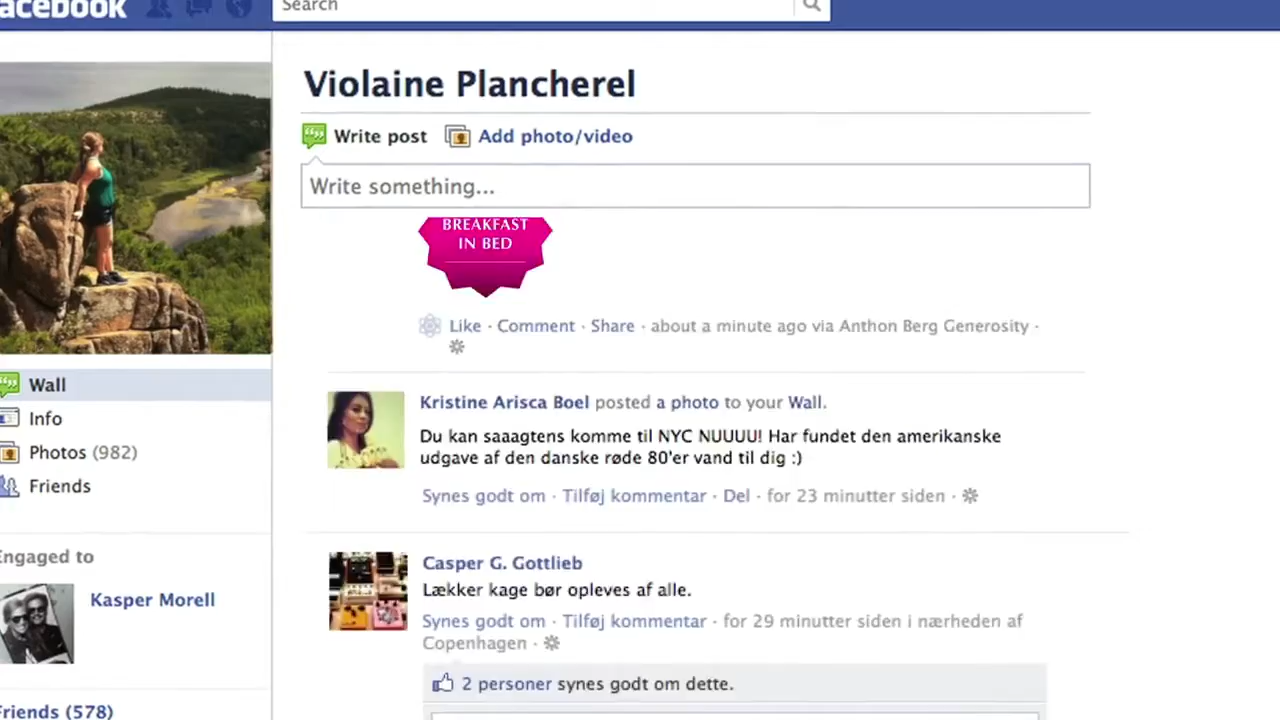 acebook
Search
Violaine Plancherel
Write post
Add photo/video
Write something...
BREAKFAST
IN BED
Like · Comment · Share · about a minute ago via Anthon Berg Generosity ·
Wall
Info
Photos (982)
Friends
Engaged to
Kasper Morell
Friends (578)
Kristine Arisca Boel posted a photo to your Wall.
Du kan saaagtens komme til NYC NUUUU! Har fundet den amerikanske
udgave af den danske røde 80'er vand til dig :)
Synes godt om · Tilføj kommentar · Del · for 23 minutter siden ·
Casper G. Gottlieb
Lækker kage bør opleves af alle.
Synes godt om · Tilføj kommentar · for 29 minutter siden i nærheden af
Copenhagen ·
2 personer synes godt om dette.